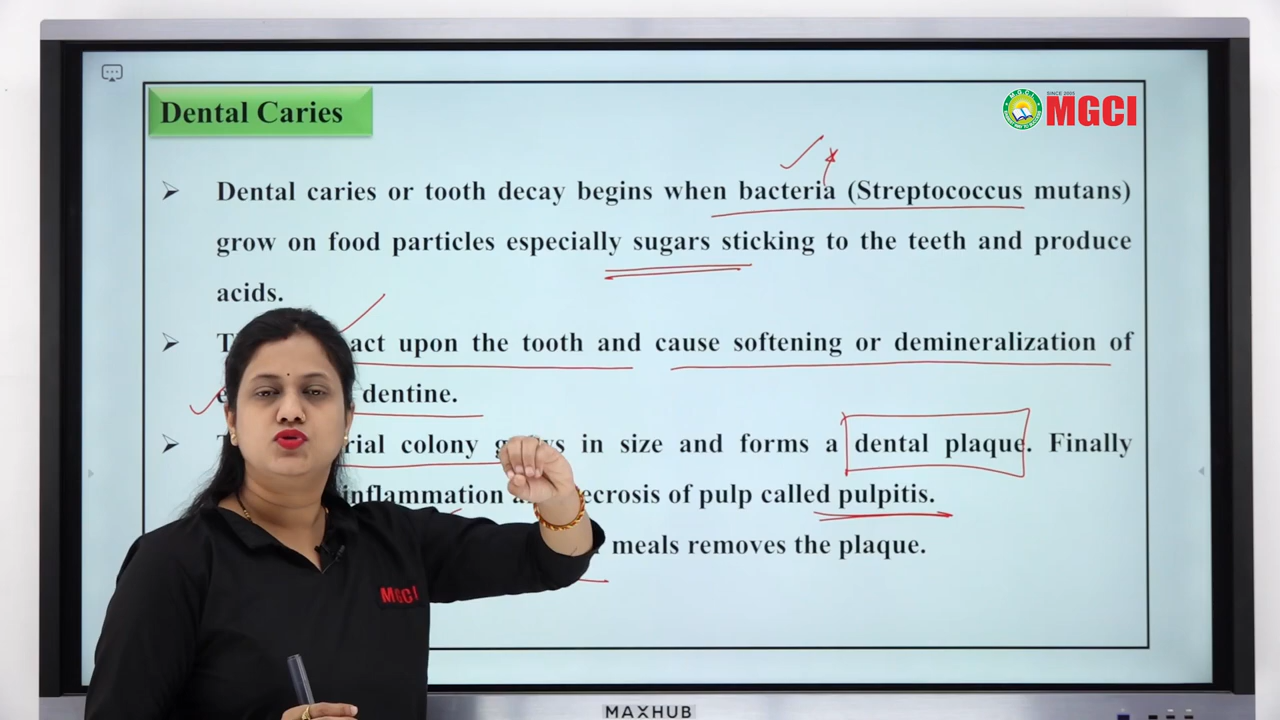 Dental Caries
SINCE 2005
MGCI
Dental caries or tooth decay begins when bacteria (Streptococcus mutans)
grow on food particles especially sugars sticking to the teeth and produce
acids.
act upon the tooth and cause softening or demineralization of
dentine.
colony in size and forms a dental plaque. Finally
inflammation of pulp called pulpitis.
meals removes the plaque.
MGCI
MAXHUB